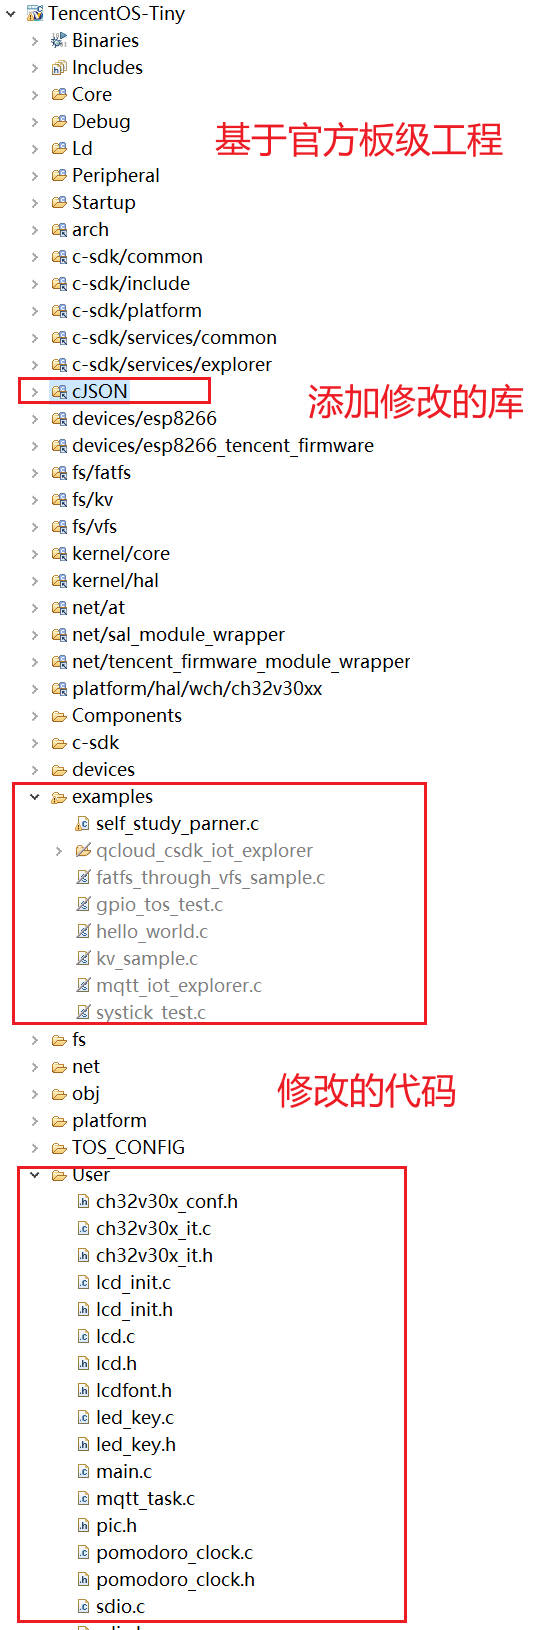 TencentOS-Tiny
Binaries
Includes
Core
Debug
基于官方板级工程
Ld
Peripheral
Startup
arch
c-sdk/common
c-sdk/include
c-sdk/platform
c-sdk/services/common
c-sdk/services/explorer
cJSON
添加修改的库
devices/esp8266
devices/esp8266_tencent_firmware
fs/fatfs
fs/kv
fs/vfs
kernel/core
kernel/hal
net/at
net/sal_module_wrapper
net/tencent_firmware_module_wrapper
platform/hal/wch/ch32v30xx
Components
c-sdk
devices
examples
self_study_parner.c
qcloud_csdk_iot_explorer
fatfs_through_vfs_sample.c
gpio_tos_test.c
hello_world.c
kv_sample.c
mqtt_iot_explorer.c
systick_test.c
fs
net
修改的代码
obj
platform
TOS_CONFIG
User
ch32v30x_conf.h
ch32v30x_it.c
ch32v30x_it.h
lcd_init.c
lcd_init.h
lcd.c
lcd.h
lcdfont.h
led_key.c
led_key.h
main.c
mqtt_task.c
pic.h
pomodoro_clock.c
pomodoro_clock.h
sdio.c